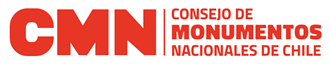 CMN
CONSEJO DE
MONUMENTOS
NACIONALES DE CHILE